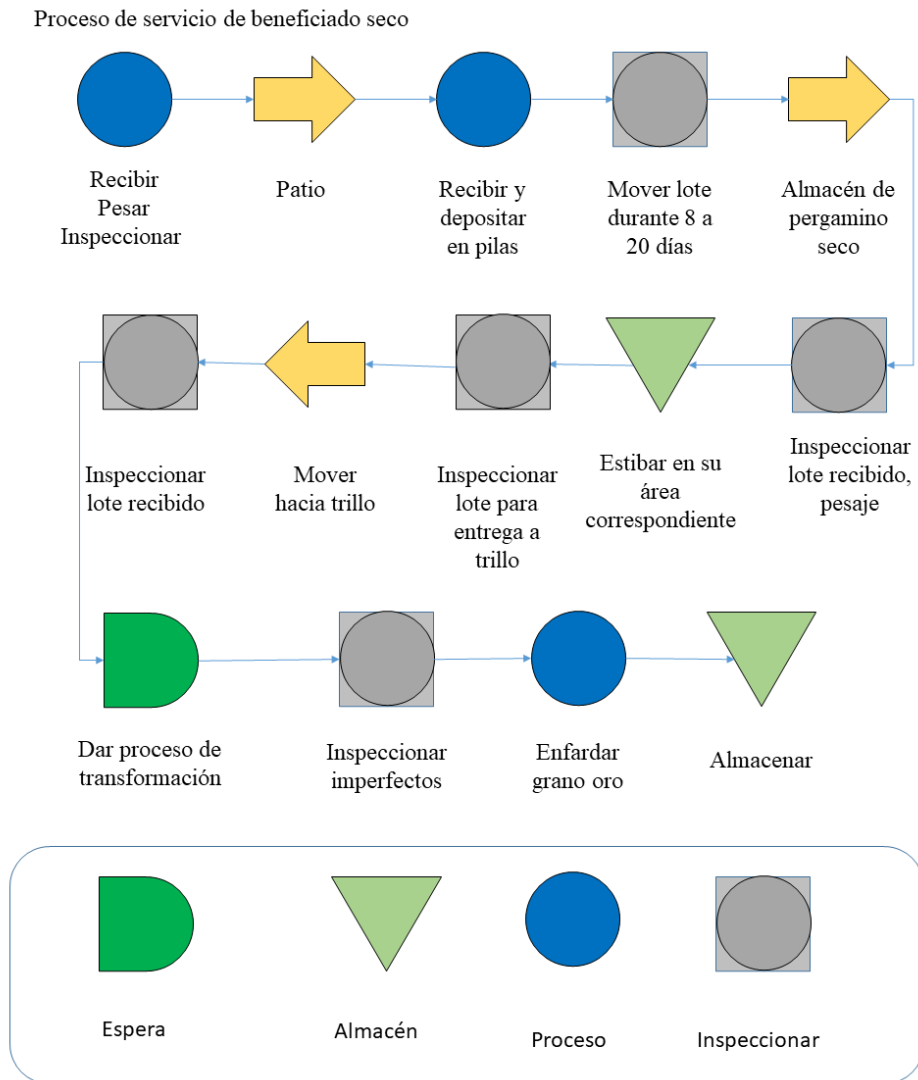 Proceso de servicio de beneficiado seco
Recibir
Pesar
Inspeccionar
Patio
Recibir y
depositar
en pilas
Mover lote
durante 8 a
20 días
Almacén de
pergamino
seco
Inspeccionar
lote recibido
Mover
hacia trillo
Inspeccionar
lote para
entrega a
trillo
Estibar en su
área
correspondiente
Inspeccionar
lote recibido,
pesaje
Dar proceso de
transformación
Inspeccionar
imperfectos
Enfardar
grano oro
Almacenar
Espera
Almacén
Proceso
Inspeccionar